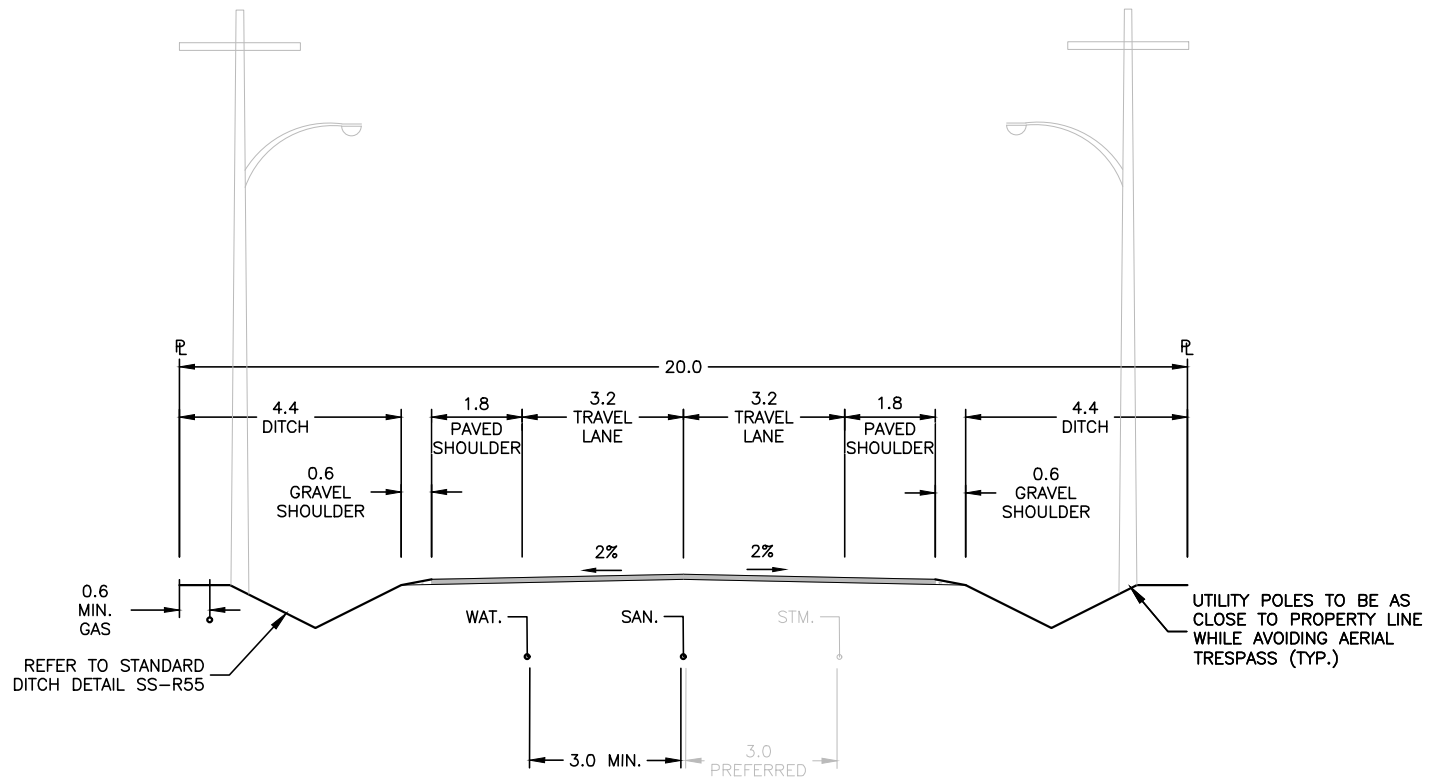 PL
PL
20.0
4.4
DITCH
1.8
PAVED
SHOULDER
3.2
TRAVEL
LANE
3.2
TRAVEL
LANE
1.8
PAVED
SHOULDER
4.4
DITCH
0.6
GRAVEL
SHOULDER
0.6
GRAVEL
SHOULDER
2%
2%
0.6
MIN.
GAS
REFER TO STANDARD
DITCH DETAIL SS-R55
WAT.
SAN.
STM.
UTILITY POLES TO BE AS
CLOSE TO PROPERTY LINE
WHILE AVOIDING AERIAL
TRESPASS (TYP.)
3.0 MIN.
3.0
PREFERRED